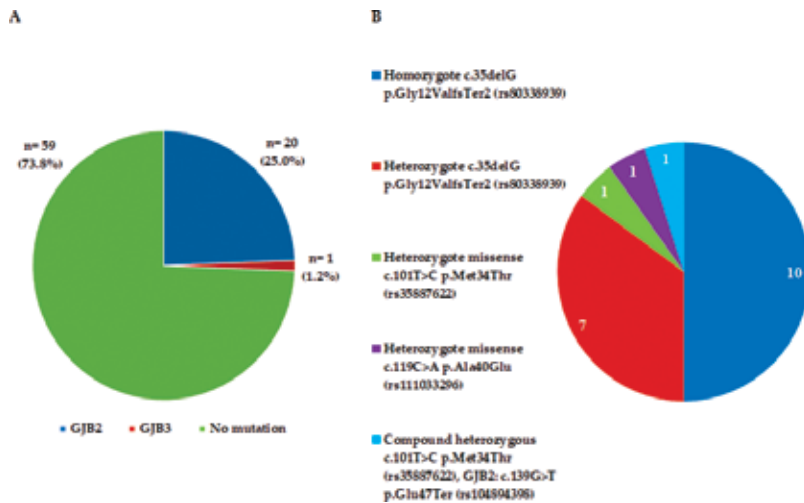 A
n= 59
(73.8%)
n= 20
(25.0%)
n= 1
(1.2%)
GJB2
GJB3
No mutation
B
Homozygote c.35delG
p.Gly12ValfsTer2 (rs80338939)
Heterozygote c.35delG
p.Gly12ValfsTer2 (rs80338939)
Heterozygote missense
c.101T>C p.Met34Thr
(rs35887622)
Heterozygote missense
c.119C>A p.Ala40Glu
(rs111033296)
Compound heterozygous
c.101T>C p.Met34Thr
(rs35887622), GJB2: c.139G>T
p.Glu47Ter (rs104894398)
1
1
1
7
10